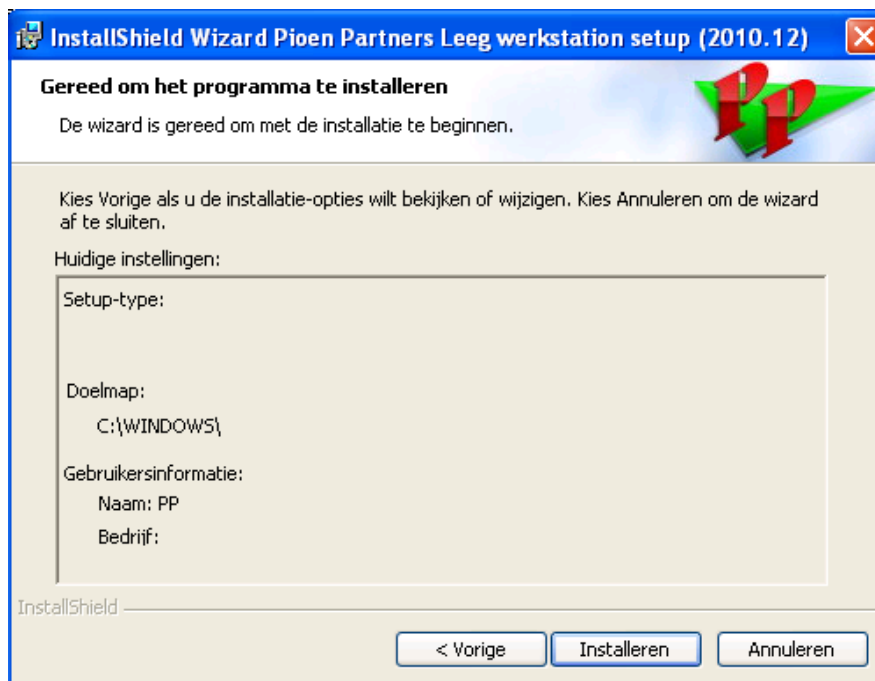 InstallShield Wizard Pioen Partners Leeg werkstation setup (2010.12)
Gereed om het programma te installeren
De wizard is gereed om met de installatie te beginnen.
PP
Kies Vorige als u de installatie-opties wilt bekijken of wijzigen. Kies Annuleren om de wizard
af te sluiten.
Huidige instellingen:
Setup-type:
Doelmap:
C:\WINDOWS\
Gebruikersinformatie:
Naam: PP
Bedrijf:
InstallShield
< Vorige
Installeren
Annuleren